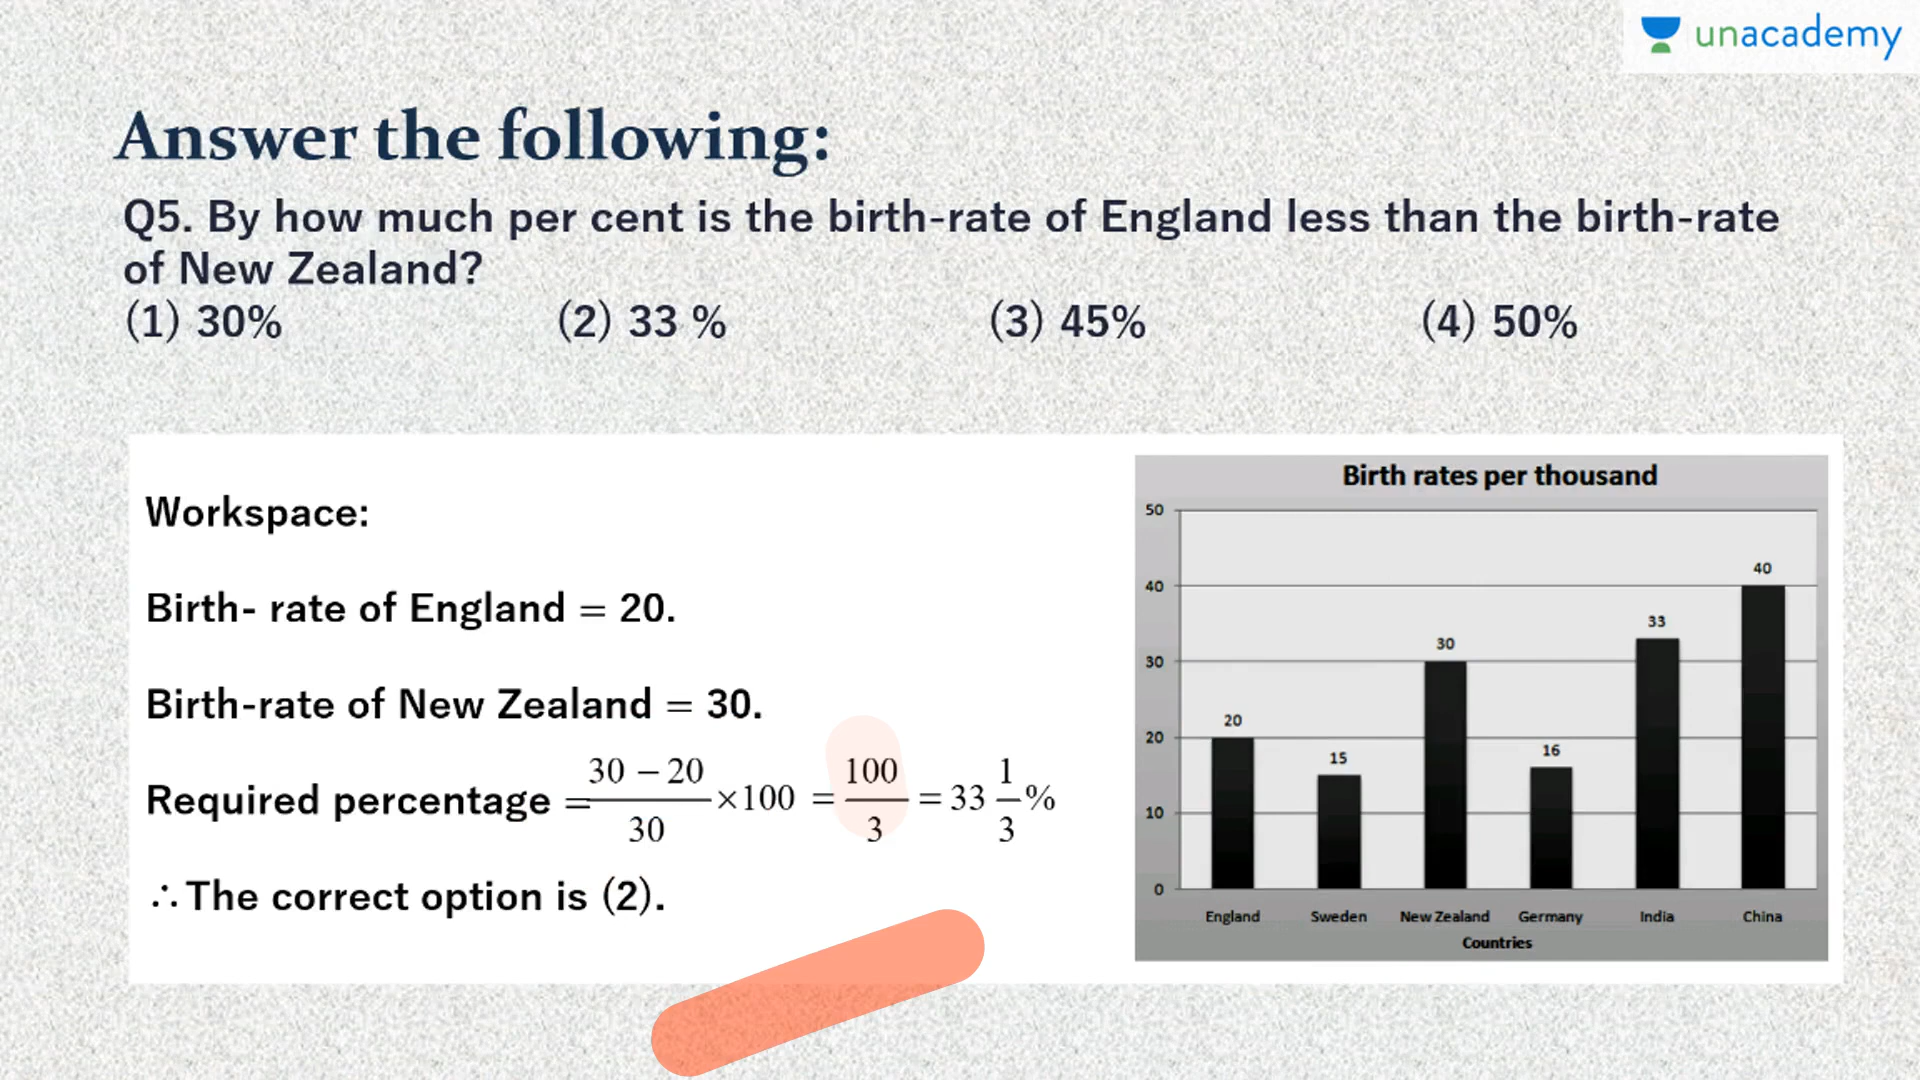 unacademy
Answer the following:
Q5. By how much per cent is the birth-rate of England less than the birth-rate
of New Zealand?
(1) 30% (2) 33 % (3) 45% (4) 50%
Workspace:
Birth- rate of England = 20.
Birth-rate of New Zealand = 30.
Required percentage = \frac{30 – 20}{30} ×100 = \frac{100}{3} = 33 \frac{1}{3} %
∴ The correct option is (2).
Birth rates per thousand
50
40
30
20
10
0
20
15
30
16
33
40
England Sweden New Zealand Germany India China
Countries